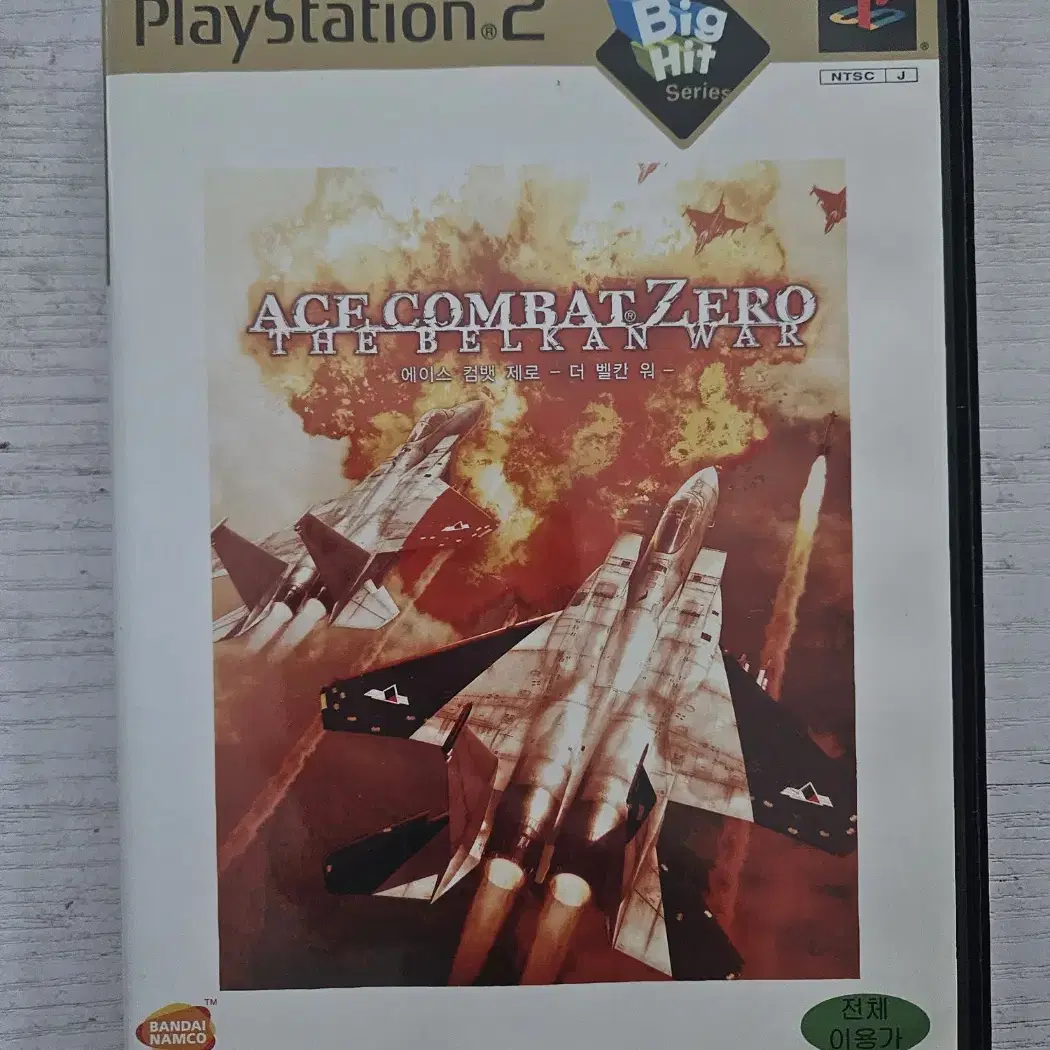 PlayStation®2
Big
Hit
Series
®
NTSC J
ACE COMBAT® ZERO
THE BELKAN WAR
에이스 컴뱃 제로 - 더 벨칸 워 -
BANDAI
NAMCO
TM
전체
이용가